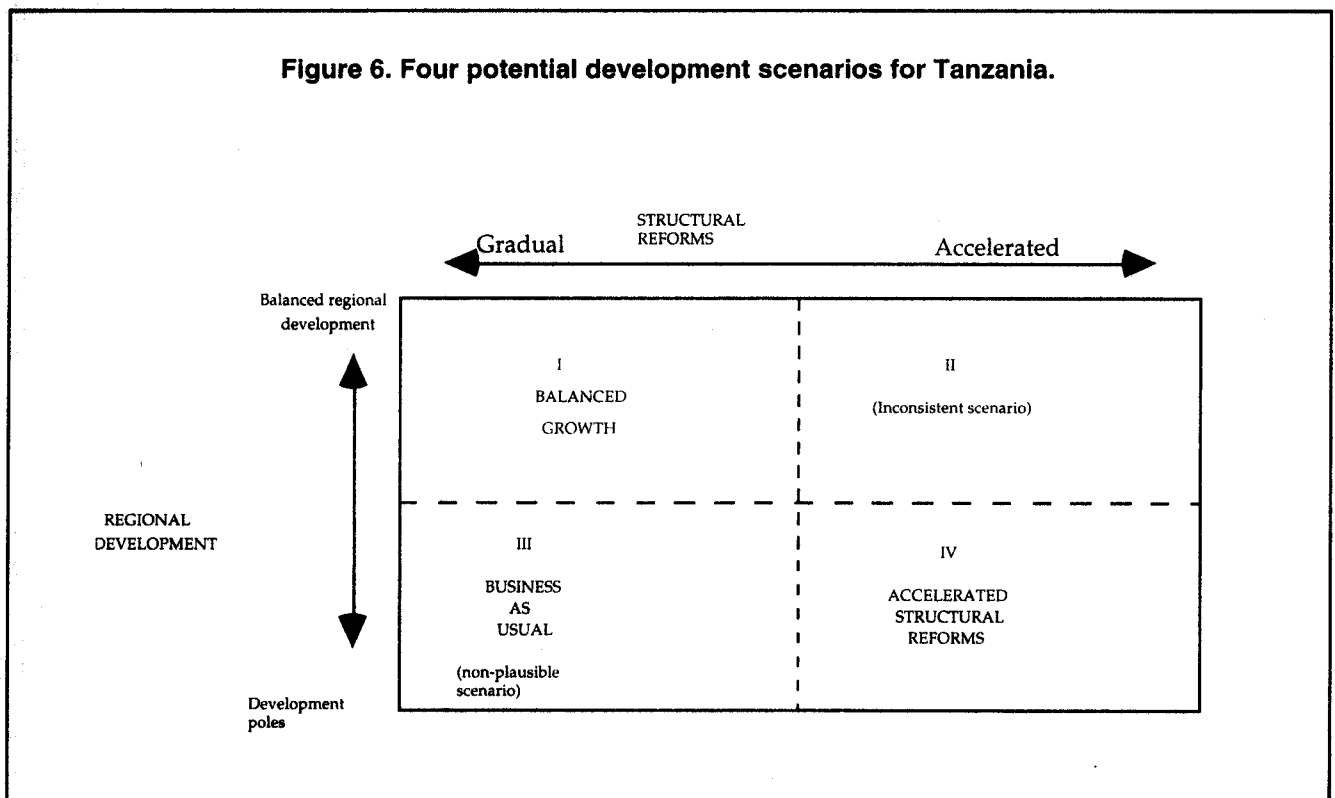 Figure 6. Four potential development scenarios for Tanzania.
STRUCTURAL
REFORMS
Gradual
Accelerated
Balanced regional
development
I
BALANCED
GROWTH
II
(Inconsistent scenario)
REGIONAL
DEVELOPMENT
III
BUSINESS
AS
USUAL
(non-plausible
scenario)
IV
ACCELERATED
STRUCTURAL
REFORMS
Development
poles